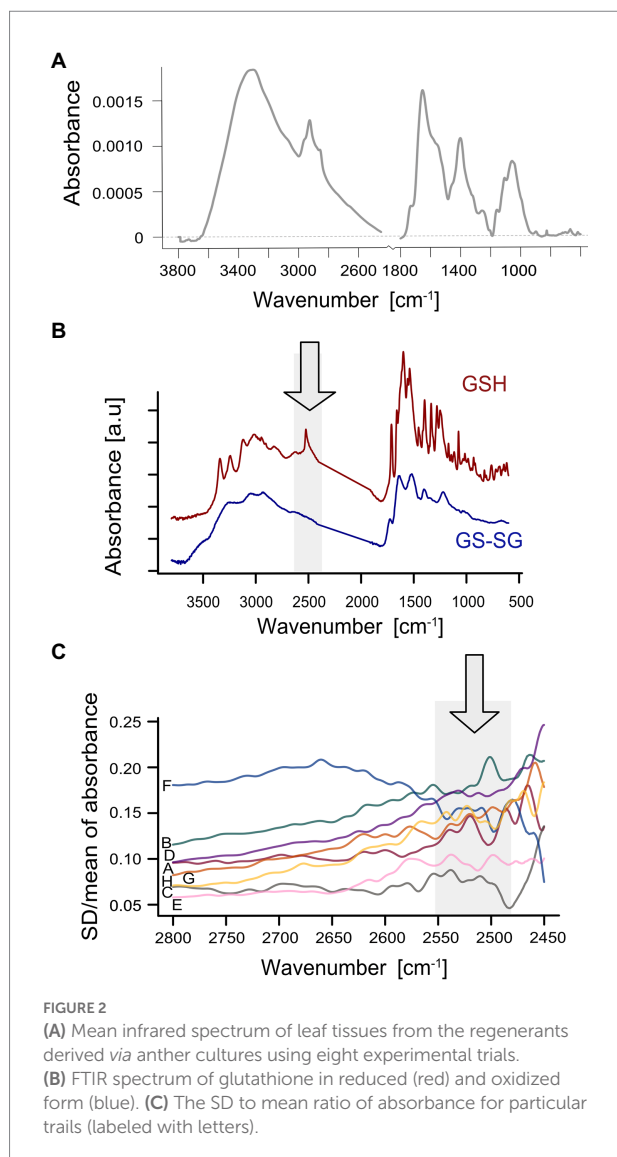 A
Absorbance
0.0015
0.0010
0.0005
0
3800 3400 3000 2600 1800 1400 1000
Wavenumber [cm-1]
B
Absorbance [a.u]
GSH
GS-SG
3500 3000 2500 2000 1500 1000 500
Wavenumber [cm-1]
C
SD/mean of absorbance
0.25
0.20
0.15
0.10
0.05
F
B
D
A
H G
C
E
2800 2750 2700 2650 2600 2550 2500 2450
Wavenumber [cm-1]
FIGURE 2
(A) Mean infrared spectrum of leaf tissues from the regenerants
derived via anther cultures using eight experimental trials.
(B) FTIR spectrum of glutathione in reduced (red) and oxidized
form (blue). (C) The SD to mean ratio of absorbance for particular
trails (labeled with letters).